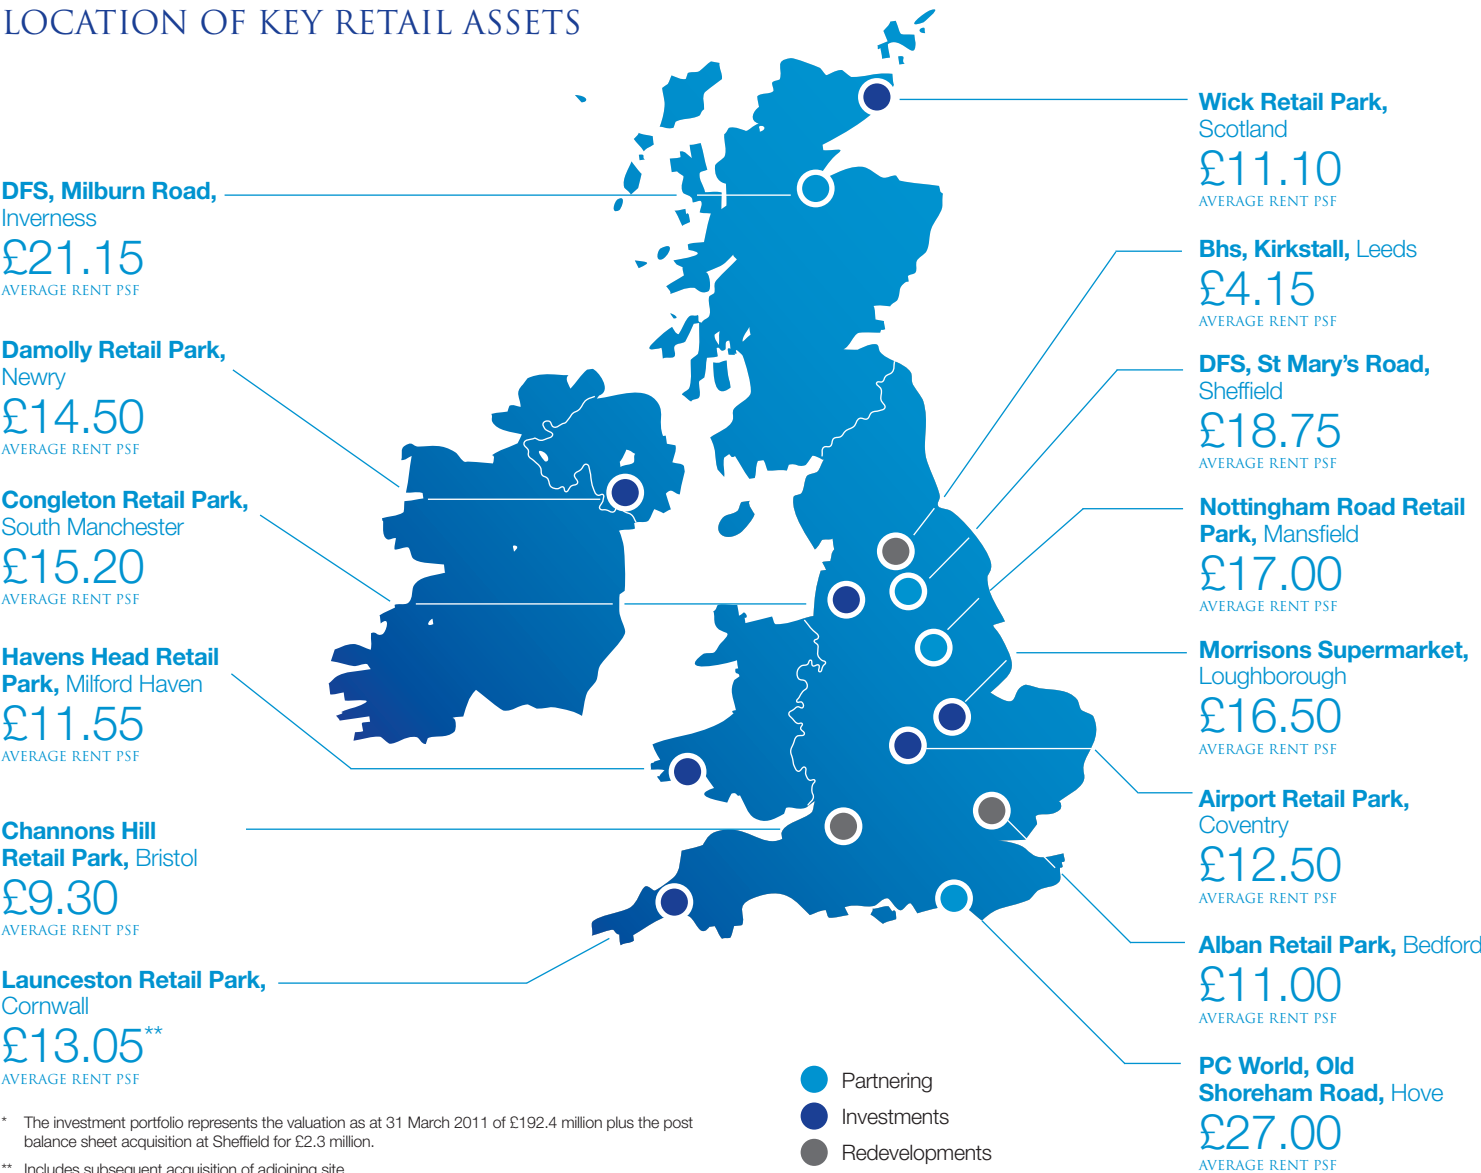 LOCATION OF KEY RETAIL ASSETS
DFS, Milburn Road,
Inverness
£21.15
AVERAGE RENT PSF
Damolly Retail Park,
Newry
£14.50
AVERAGE RENT PSF
Congleton Retail Park,
South Manchester
£15.20
AVERAGE RENT PSF
Havens Head Retail
Park, Milford Haven
£11.55
AVERAGE RENT PSF
Channons Hill
Retail Park, Bristol
£9.30
AVERAGE RENT PSF
Launceston Retail Park,
Cornwall
£13.05**
AVERAGE RENT PSF
Wick Retail Park,
Scotland
£11.10
AVERAGE RENT PSF
Bhs, Kirkstall, Leeds
£4.15
AVERAGE RENT PSF
DFS, St Mary's Road,
Sheffield
£18.75
AVERAGE RENT PSF
Nottingham Road Retail
Park, Mansfield
£17.00
AVERAGE RENT PSF
Morrisons Supermarket,
Loughborough
£16.50
AVERAGE RENT PSF
Airport Retail Park,
Coventry
£12.50
AVERAGE RENT PSF
Alban Retail Park, Bedford
£11.00
AVERAGE RENT PSF
PC World, Old
Shoreham Road, Hove
£27.00
AVERAGE RENT PSF
Partnering
Investments
Redevelopments
* The investment portfolio represents the valuation as at 31 March 2011 of £192.4 million plus the post
balance sheet acquisition at Sheffield for £2.3 million.
** Includes subsequent acquisition of adjoining site